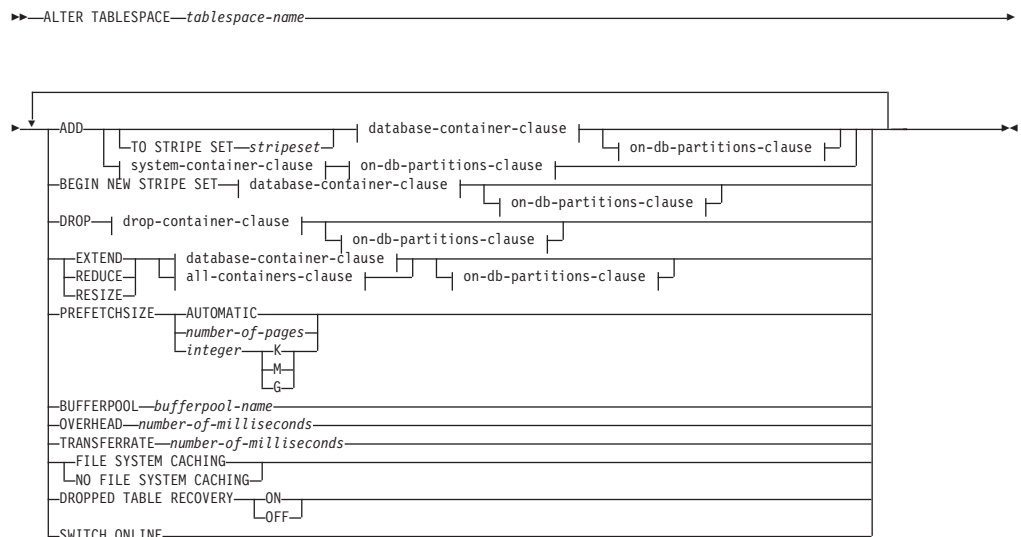 ALTER TABLESPACE tablespace-name
ADD database-container-clause
TO STRIPE SET stripeset on-db-partitions-clause
system-container-clause on-db-partitions-clause
BEGIN NEW STRIPE SET database-container-clause
on-db-partitions-clause
DROP drop-container-clause
on-db-partitions-clause
EXTEND database-container-clause
REDUCE all-containers-clause on-db-partitions-clause
RESIZE
PREFETCHSIZE AUTOMATIC
number-of-pages
integer K
M
G
BUFFERPOOL bufferpool-name
OVERHEAD number-of-milliseconds
TRANSFERRATE number-of-milliseconds
FILE SYSTEM CACHING
NO FILE SYSTEM CACHING
DROPPED TABLE RECOVERY ON
OFF
SWITCH ONLINE